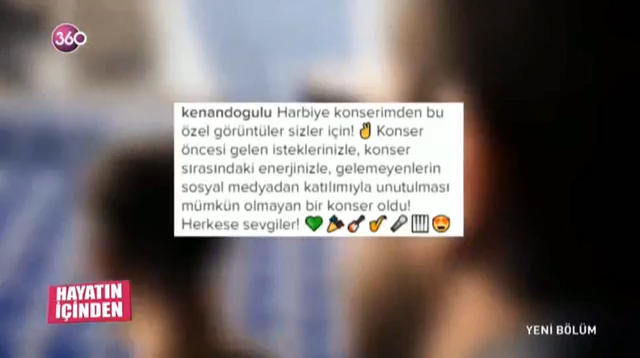 360
kenandogulu Harbiye konserimden bu
özel görüntüler sizler için! ✌ Konser
öncesi gelen isteklerinizle, konser
sırasındaki enerjinizle, gelemeyenlerin
sosyal medyadan katılımıyla unutulması
mümkün olmayan bir konser oldu!
Herkese sevgiler! 💚🎉🎸🎷🎤🎹😍
HAYATIN
İÇİNDEN
YENİ BÖLÜM